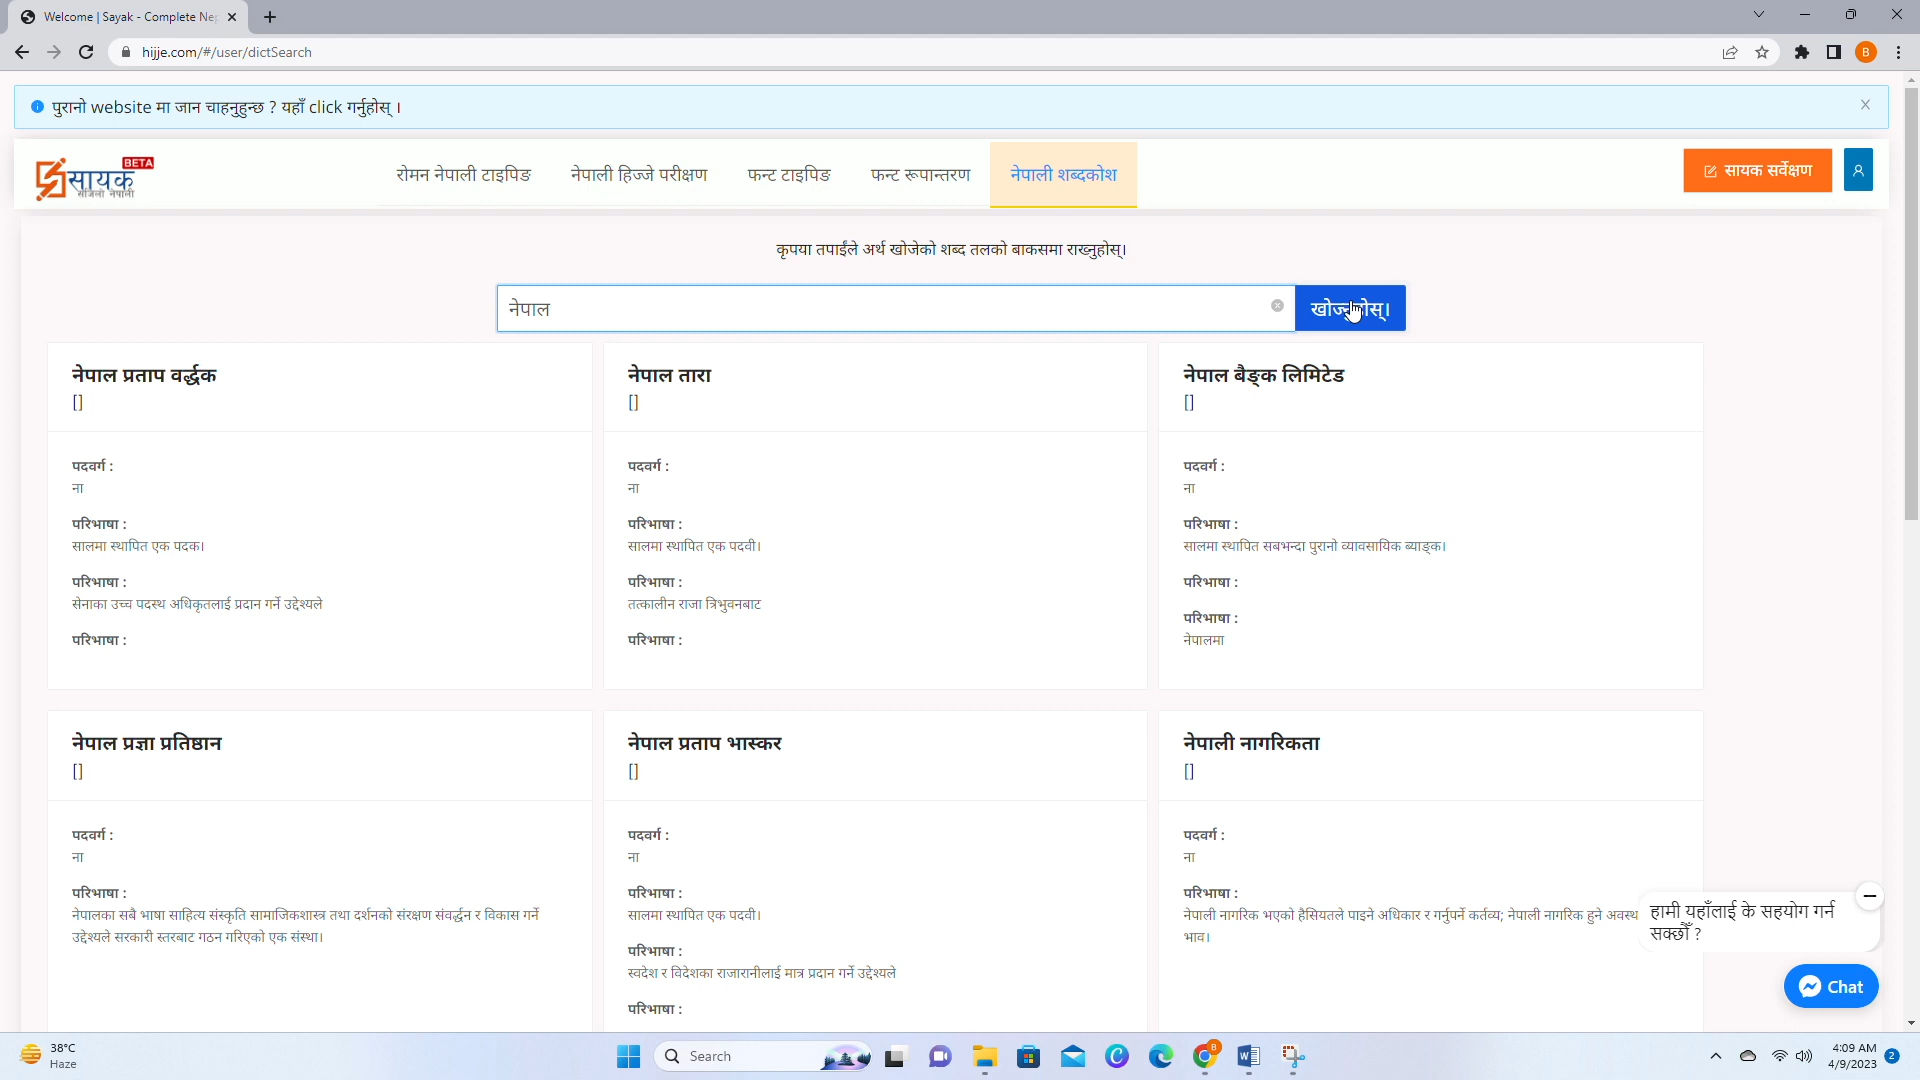 Welcome | Sayak - Complete Nep
hijje.com/#/user/dictSearch
B
पुरानो website मा जान चाहनुहुन्छ ? यहाँ click गर्नुहोस् ।
सायक
BETA
सजिलो नेपाली
रोमन नेपाली टाइपिङ
नेपाली हिज्जे परीक्षण
फन्ट टाइपिङ
फन्ट रूपान्तरण
नेपाली शब्दकोश
सायक सर्वेक्षण
कृपया तपाईंले अर्थ खोजेको शब्द तलको बाकसमा राख्नुहोस्।
नेपाल
नेपाल प्रताप वर्द्धक
[]
पदवर्ग :
ना
परिभाषा :
सालमा स्थापित एक पदक।
परिभाषा :
सेनाका उच्च पदस्थ अधिकृतलाई प्रदान गर्ने उद्देश्यले
परिभाषा :
नेपाल तारा
[]
पदवर्ग :
ना
परिभाषा :
सालमा स्थापित एक पदवी।
परिभाषा :
तत्कालीन राजा त्रिभुवनबाट
परिभाषा :
नेपाल बैङ्क लिमिटेड
[]
पदवर्ग :
ना
परिभाषा :
सालमा स्थापित सबभन्दा पुरानो व्यावसायिक ब्याङ्क।
परिभाषा :
परिभाषा :
नेपालमा
नेपाल प्रज्ञा प्रतिष्ठान
[]
पदवर्ग :
ना
परिभाषा :
नेपालका सबै भाषा साहित्य संस्कृति सामाजिकशास्त्र तथा दर्शनको संरक्षण संवर्द्धन र विकास गर्ने
उद्देश्यले सरकारी स्तरबाट गठन गरिएको एक संस्था।
नेपाल प्रताप भास्कर
[]
पदवर्ग :
ना
परिभाषा :
सालमा स्थापित एक पदवी।
परिभाषा :
स्वदेश र विदेशका राजारानीलाई मात्र प्रदान गर्ने उद्देश्यले
परिभाषा :
नेपाली नागरिकता
[]
पदवर्ग :
ना
परिभाषा :
नेपाली नागरिक भएको हैसियतले पाइने अधिकार र गर्नुपर्ने कर्तव्य; नेपाली नागरिक हुने अवस्थ
भाव।
हामी यहाँलाई के सहयोग गर्न
सक्छौँ ?
Chat
38°C
Haze
Search
4:09 AM
4/9/2023
2